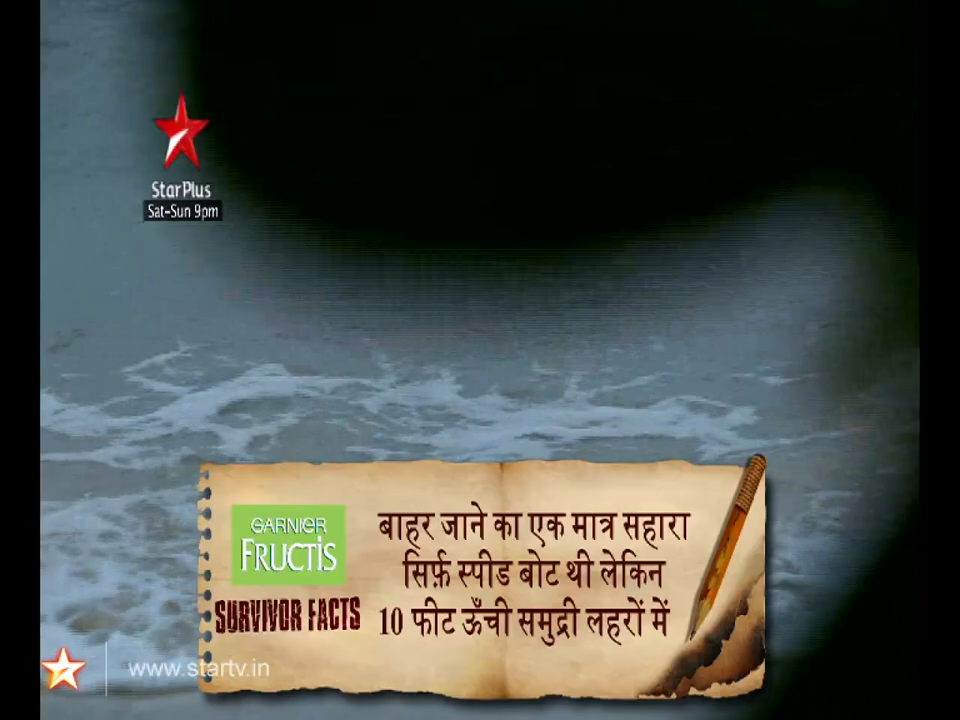 StarPlus
Sat-Sun 9pm
GARNIER
FRUCTIS
SURVIVOR FACTS
बाहर जाने का एक मात्र सहारा
सिर्फ़ स्पीड बोट थी लेकिन
10 फीट ऊँची समुद्री लहरों में
www.startv.in